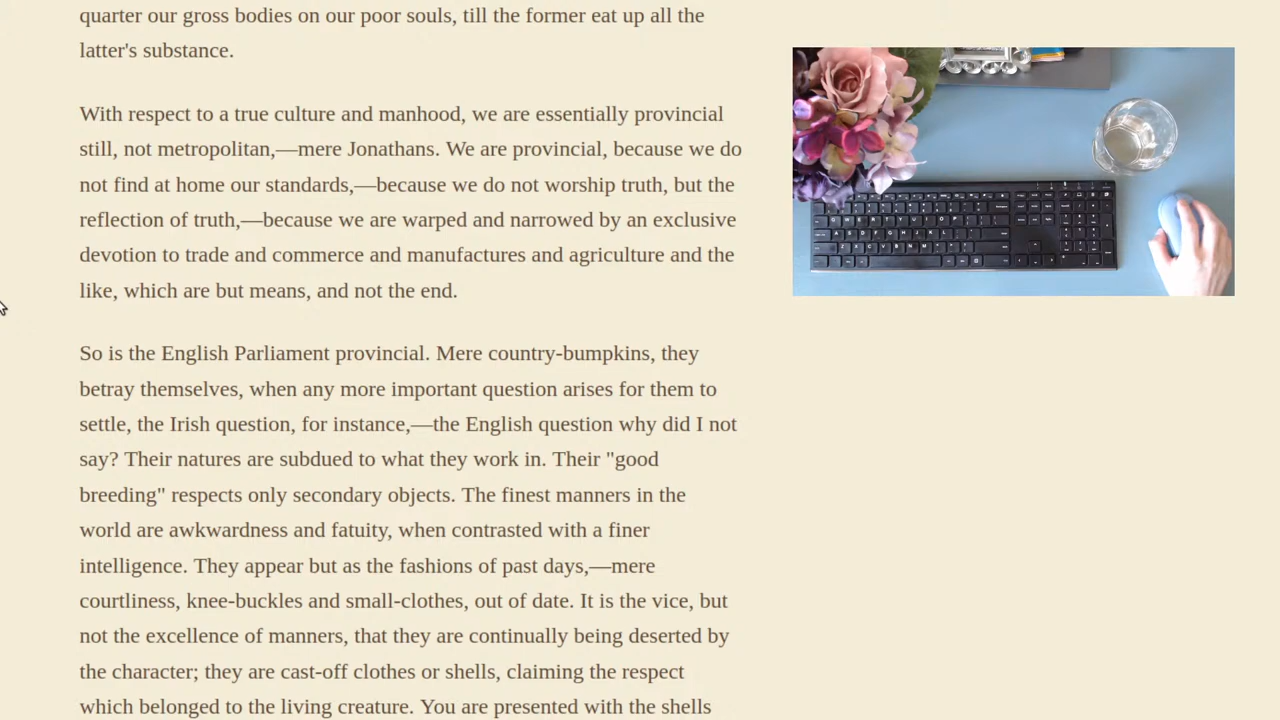 quarter our gross bodies on our poor souls, till the former eat up all the
latter's substance.
With respect to a true culture and manhood, we are essentially provincial
still, not metropolitan,—mere Jonathans. We are provincial, because we do
not find at home our standards,—because we do not worship truth, but the
reflection of truth,—because we are warped and narrowed by an exclusive
devotion to trade and commerce and manufactures and agriculture and the
like, which are but means, and not the end.
So is the English Parliament provincial. Mere country-bumpkins, they
betray themselves, when any more important question arises for them to
settle, the Irish question, for instance,—the English question why did I not
say? Their natures are subdued to what they work in. Their "good
breeding" respects only secondary objects. The finest manners in the
world are awkwardness and fatuity, when contrasted with a finer
intelligence. They appear but as the fashions of past days,—mere
courtliness, knee-buckles and small-clothes, out of date. It is the vice, but
not the excellence of manners, that they are continually being deserted by
the character; they are cast-off clothes or shells, claiming the respect
which belonged to the living creature. You are presented with the shells